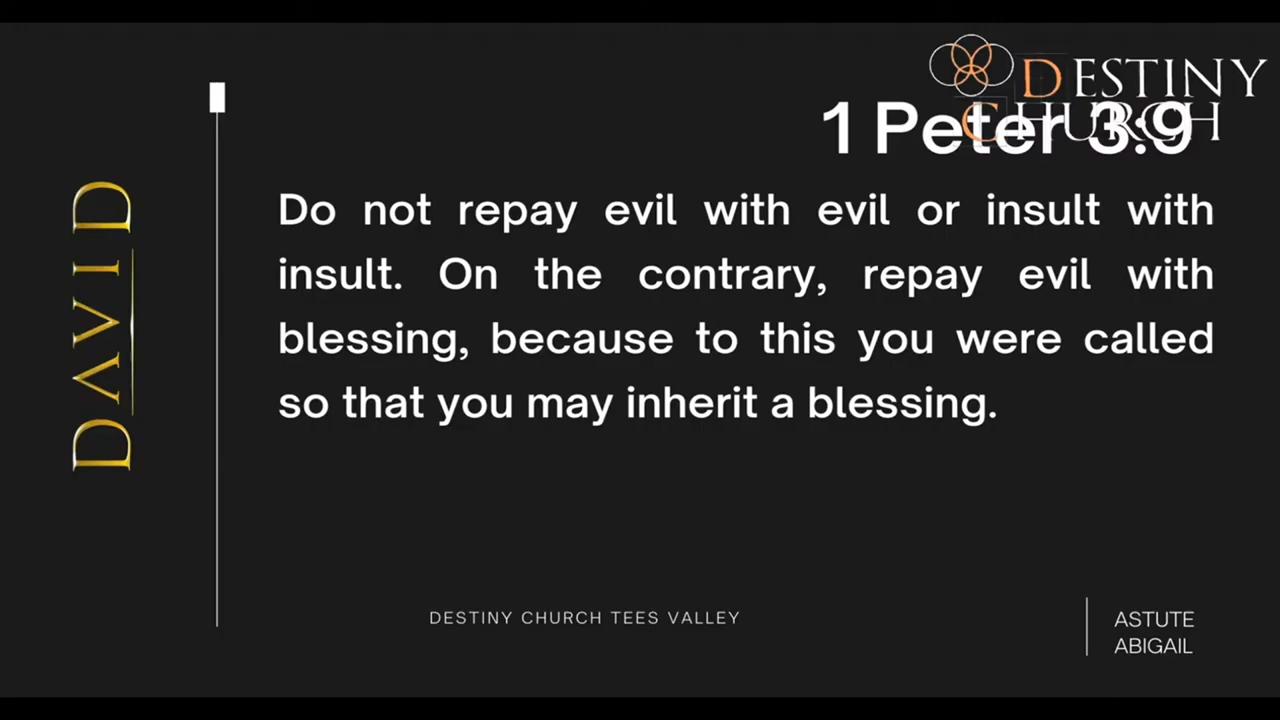 DESTINY
CHURCH
1 Peter 3:9
DAVID
Do not repay evil with evil or insult with
insult. On the contrary, repay evil with
blessing, because to this you were called
so that you may inherit a blessing.
DESTINY CHURCH TEES VALLEY
ASTUTE
ABIGAIL